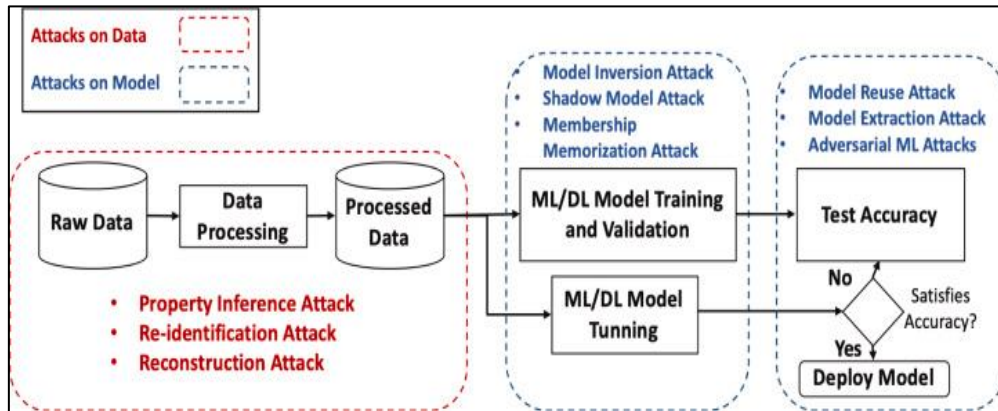 Attacks on Data
Attacks on Model
• Model Inversion Attack
• Shadow Model Attack
• Membership
Memorization Attack
• Model Reuse Attack
• Model Extraction Attack
• Adversarial ML Attacks
Raw Data
Data
Processing
Processed
Data
ML/DL Model Training
and Validation
Test Accuracy
• Property Inference Attack
• Re-identification Attack
• Reconstruction Attack
ML/DL Model
Tunning
No
Satisfies
Accuracy?
Yes
Deploy Model